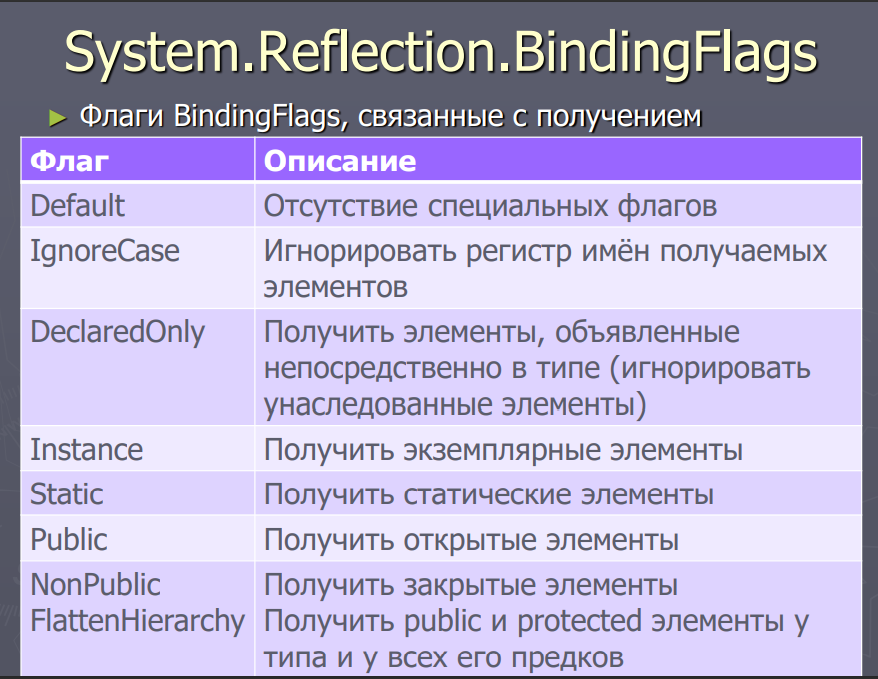 System.Reflection.BindingFlags
► Флаги BindingFlags, связанные с получением
Флаг Описание
Default Отсутствие специальных флагов
IgnoreCase Игнорировать регистр имён получаемых
элементов
DeclaredOnly Получить элементы, объявленные
непосредственно в типе (игнорировать
унаследованные элементы)
Instance Получить экземплярные элементы
Static Получить статические элементы
Public Получить открытые элементы
NonPublic Получить закрытые элементы
FlattenHierarchy Получить public и protected элементы у
типа и у всех его предков